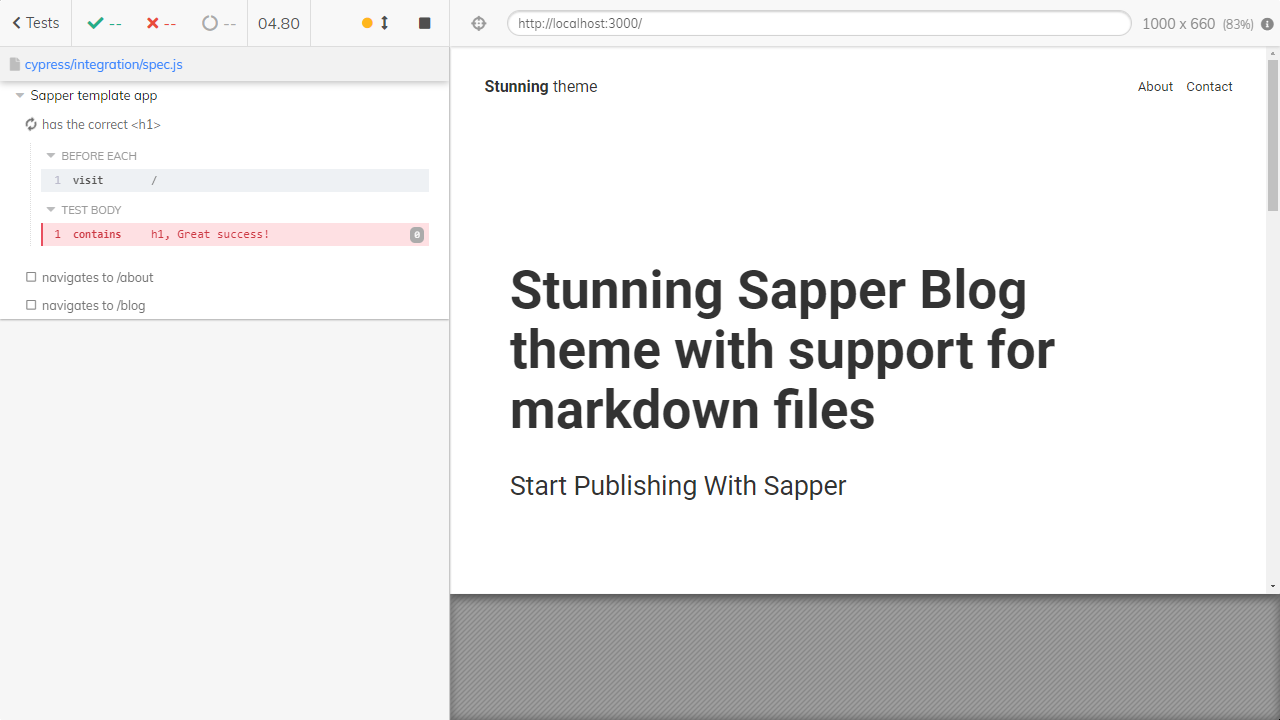 Tests -- -- -- 04.80
http://localhost:3000/ 1000 x 660 (83%)
cypress/integration/spec.js
Sapper template app
has the correct <h1>
BEFORE EACH
1 visit /
TEST BODY
1 contains h1, Great success! 0
navigates to /about
navigates to /blog
Stunning theme About Contact
Stunning Sapper Blog
theme with support for
markdown files
Start Publishing With Sapper